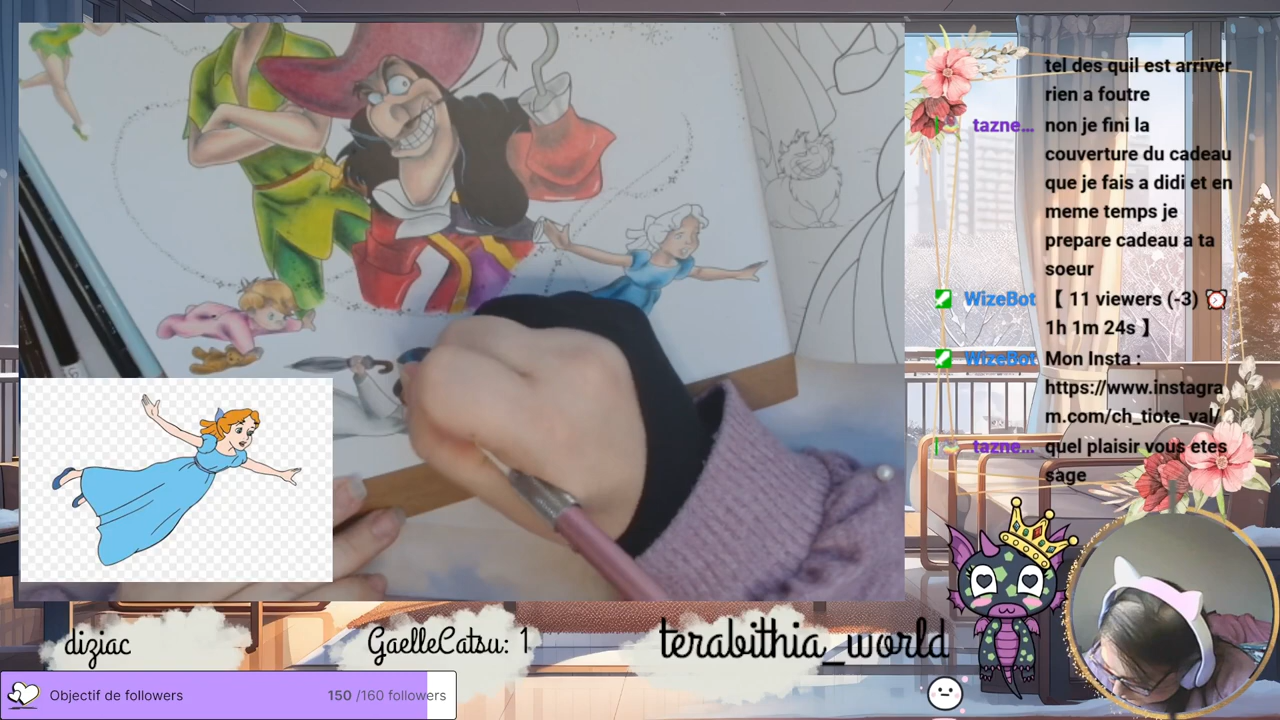 tel des quil est arriver
rien a foutre
tazne... non je fini la
couverture du cadeau
que je fais a didi et en
meme temps je
prepare cadeau a ta
soeur
WizeBot 【 11 viewers (-3) ⏰
1h 1m 24s 】
WizeBot Mon Insta :
https://www.instagra
m.com/ch_tiote_val/
tazne... quel plaisir vous etes
sage
diziac
GaelleCatsu: 1
terabithia_world
Objectif de followers 150 /160 followers